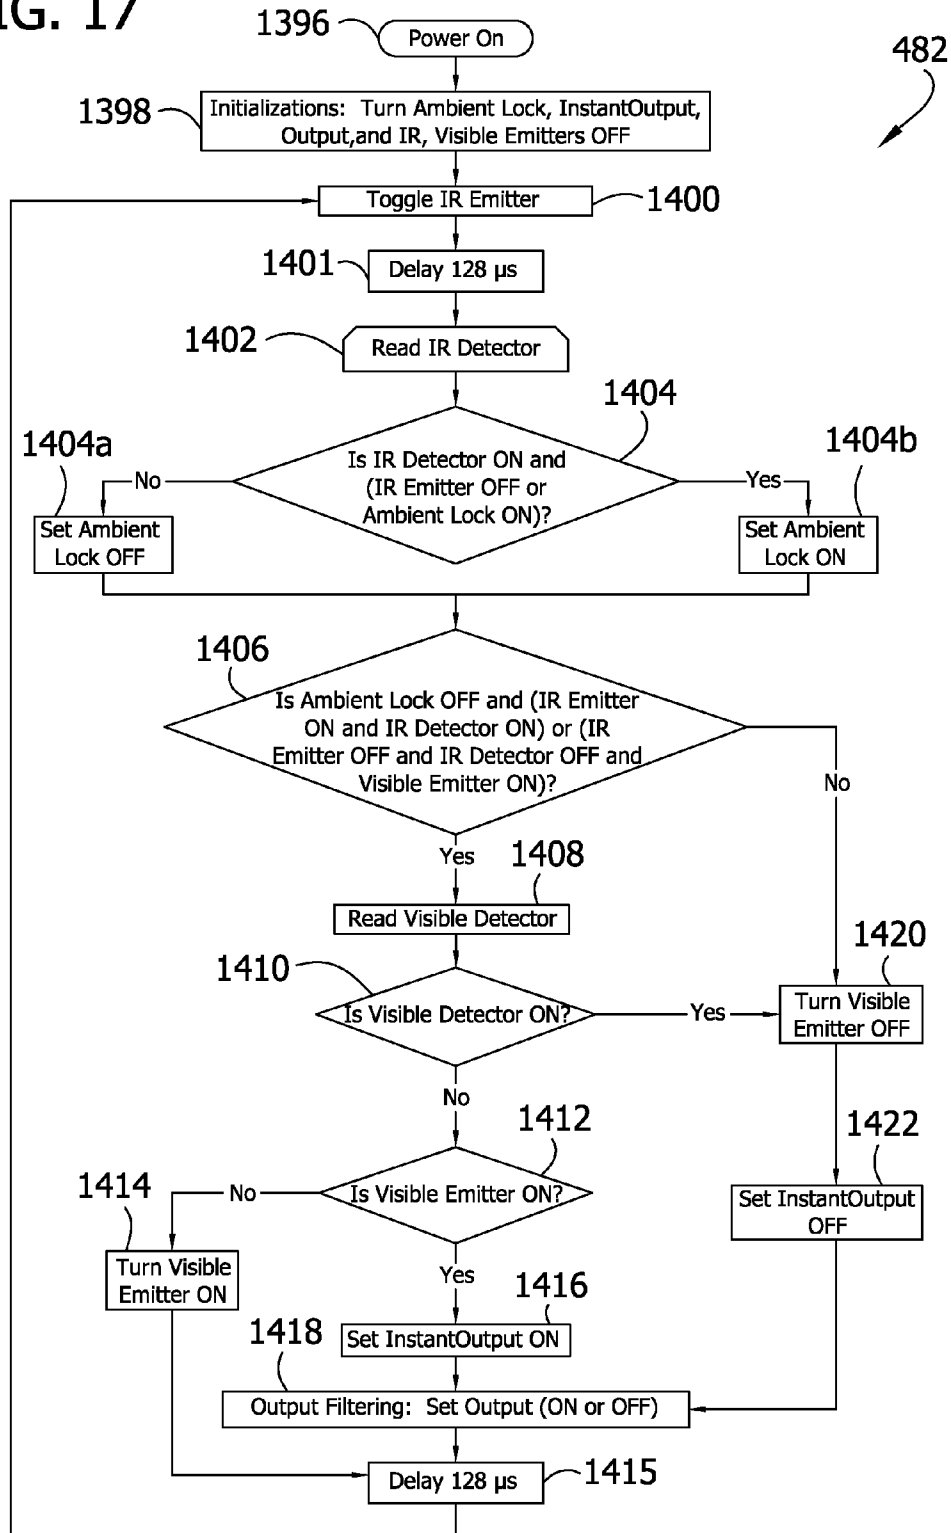 IG. 17
1396
Power On
482
1398
Initializations: Turn Ambient Lock, InstantOutput,
Output,and IR, Visible Emitters OFF
Toggle IR Emitter
1400
1401
Delay 128 µs
1402
Read IR Detector
1404
1404a
1404b
Is IR Detector ON and
(IR Emitter OFF or
Ambient Lock ON)?
No
Yes
Set Ambient
Lock OFF
Set Ambient
Lock ON
1406
Is Ambient Lock OFF and (IR Emitter
ON and IR Detector ON) or (IR
Emitter OFF and IR Detector OFF and
Visible Emitter ON)?
No
Yes
1408
Read Visible Detector
1420
1410
Is Visible Detector ON?
Yes
Turn Visible
Emitter OFF
No
1412
1422
1414
No
Is Visible Emitter ON?
Set InstantOutput
OFF
Turn Visible
Emitter ON
Yes
1416
1418
Set InstantOutput ON
Output Filtering: Set Output (ON or OFF)
Delay 128 µs
1415